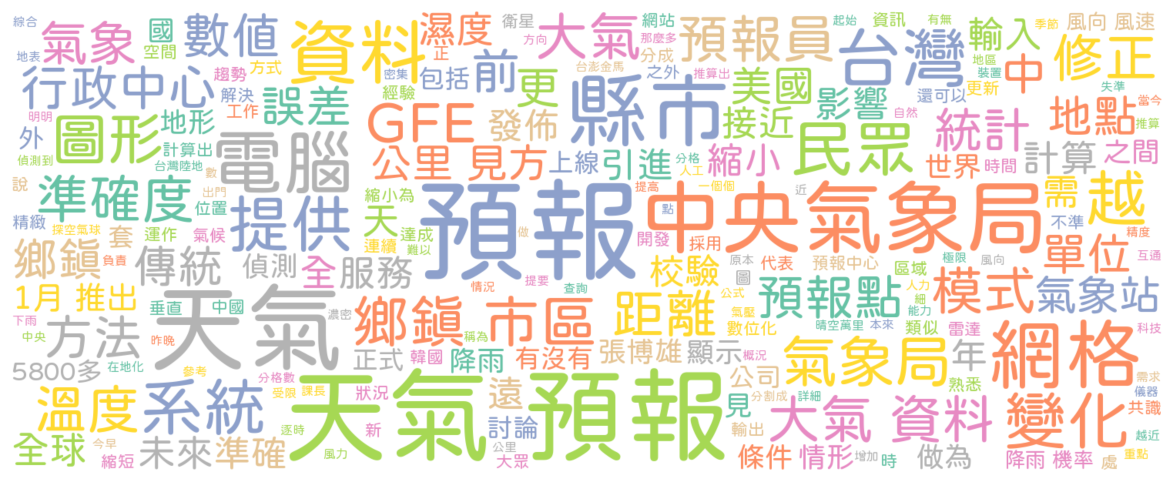 綜合 氣象 國 數值 資料 濕度 衛星 大氣 網站 預報員 起始 資訊 有無 季節 風向 風速
地表 空間 正 方向 那麼多 分成 台灣 輸入 修正
行政中心 趨勢 方式 密集 包括 前 更 台澎金馬 之外 推算出 美國 地區 中 裝置 失準
明明 解決 工作 誤差 經驗 縣市 影響 還可以 更新 當今
外 圖形 地形 GFE 發佈 接近 民眾 自然 統計 地點 推算
偵測到 計算出 電腦 公里 見方 上線 引進 分格 縮小 世界 時間 計算 之間
說 台灣陸地 數 人工
準確度 出門 位置 提供 縮小為 天 預報 提高 一個個 近 中央氣象局 需 越
精緻 探空氣球 運作 氣候 連續 達成 難以 做 點 開發 採用 不準 精度
鄉鎮 套 負責 傳統 偵測 全 服務 提要 校驗 原本 代表 圖 預報中心 極限 風向 區域 單位 互通
1月 推出 垂直 中國 天氣 濃密 情況 查詢 距離 公式 氣壓 預報點 人力 細 能力 模式 氣象站
下雨 中央 方法 昨晚 鄉鎮 市區 稱為 數位化 晴空萬里 本來 類似 雷達 科技
5800多 在地化 參考 正式 韓國 降雨 有沒有 張博雄 顯示 概況 氣象局 年 網格
溫度 系統 分格數 受限 課長 狀況 天氣預報 遠 公司 分割成 詳細 見 熟悉 需求 儀器
全球 今早 縮短 未來 準確 逐時 風力 新 討論 公里 大眾 輸出 大氣 資料 變化 共識 越近
條件 情形 增加 時 做為 降雨 機率 處 重點